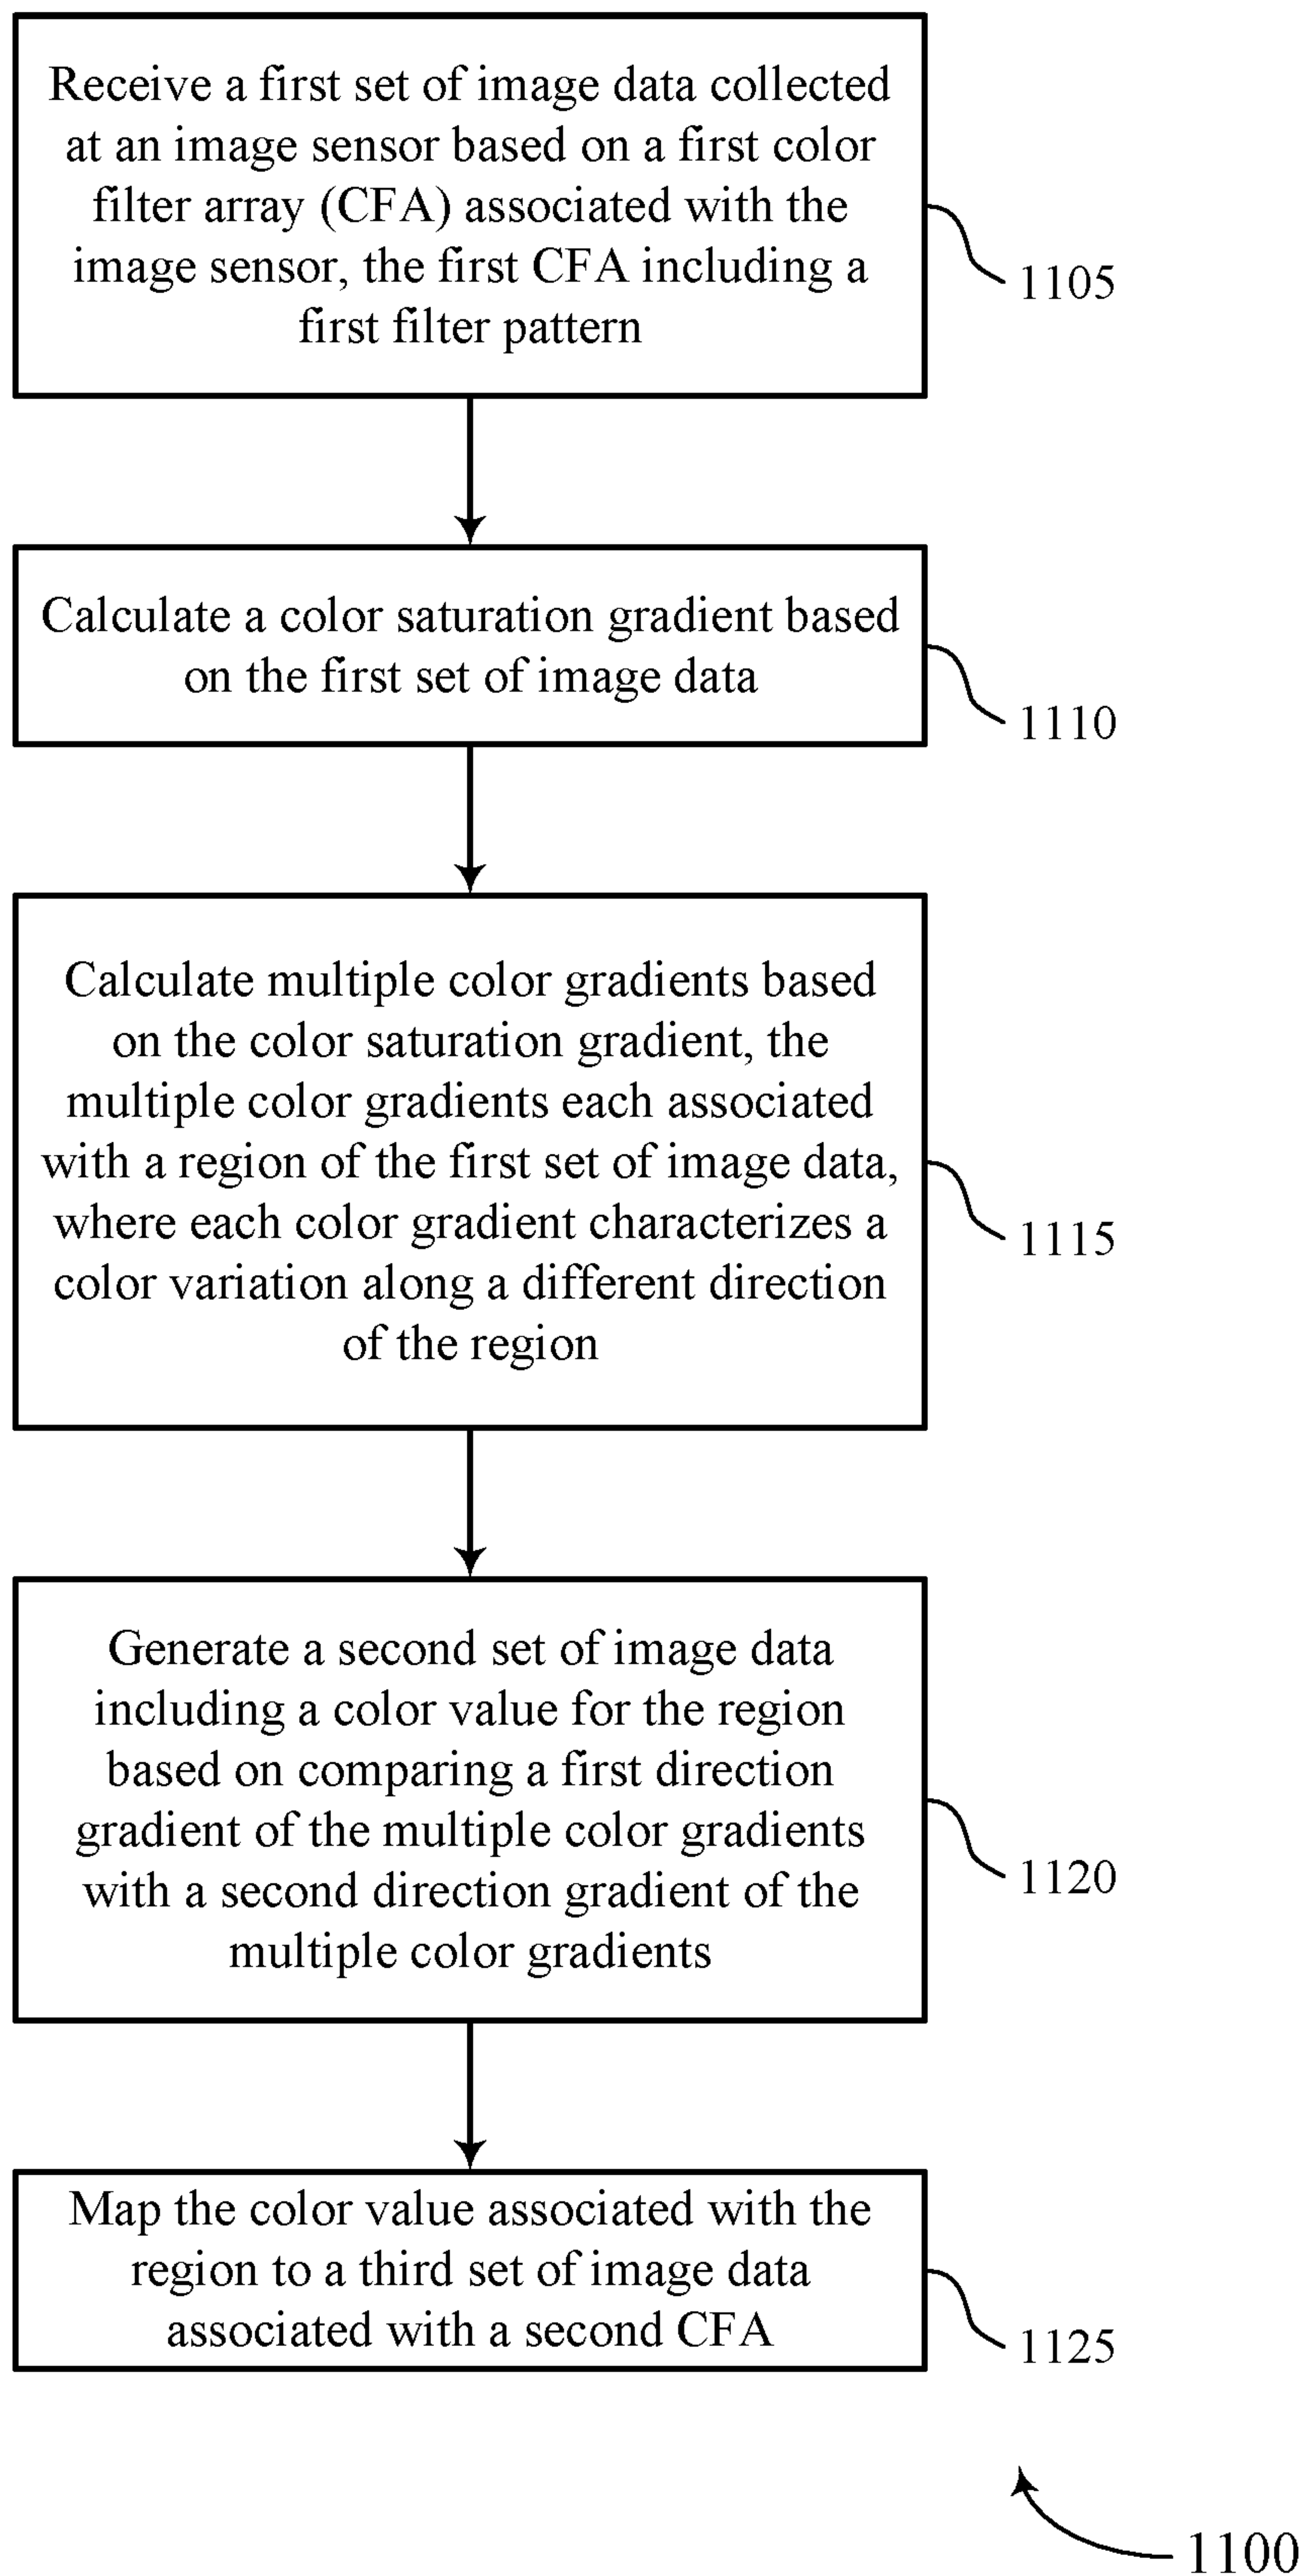 Receive a first set of image data collected
at an image sensor based on a first color
filter array (CFA) associated with the
image sensor, the first CFA including a
first filter pattern
1105
Calculate a color saturation gradient based
on the first set of image data
1110
Calculate multiple color gradients based
on the color saturation gradient, the
multiple color gradients each associated
with a region of the first set of image data,
where each color gradient characterizes a
color variation along a different direction
of the region
1115
Generate a second set of image data
including a color value for the region
based on comparing a first direction
gradient of the multiple color gradients
with a second direction gradient of the
multiple color gradients
1120
Map the color value associated with the
region to a third set of image data
associated with a second CFA
1125
1100